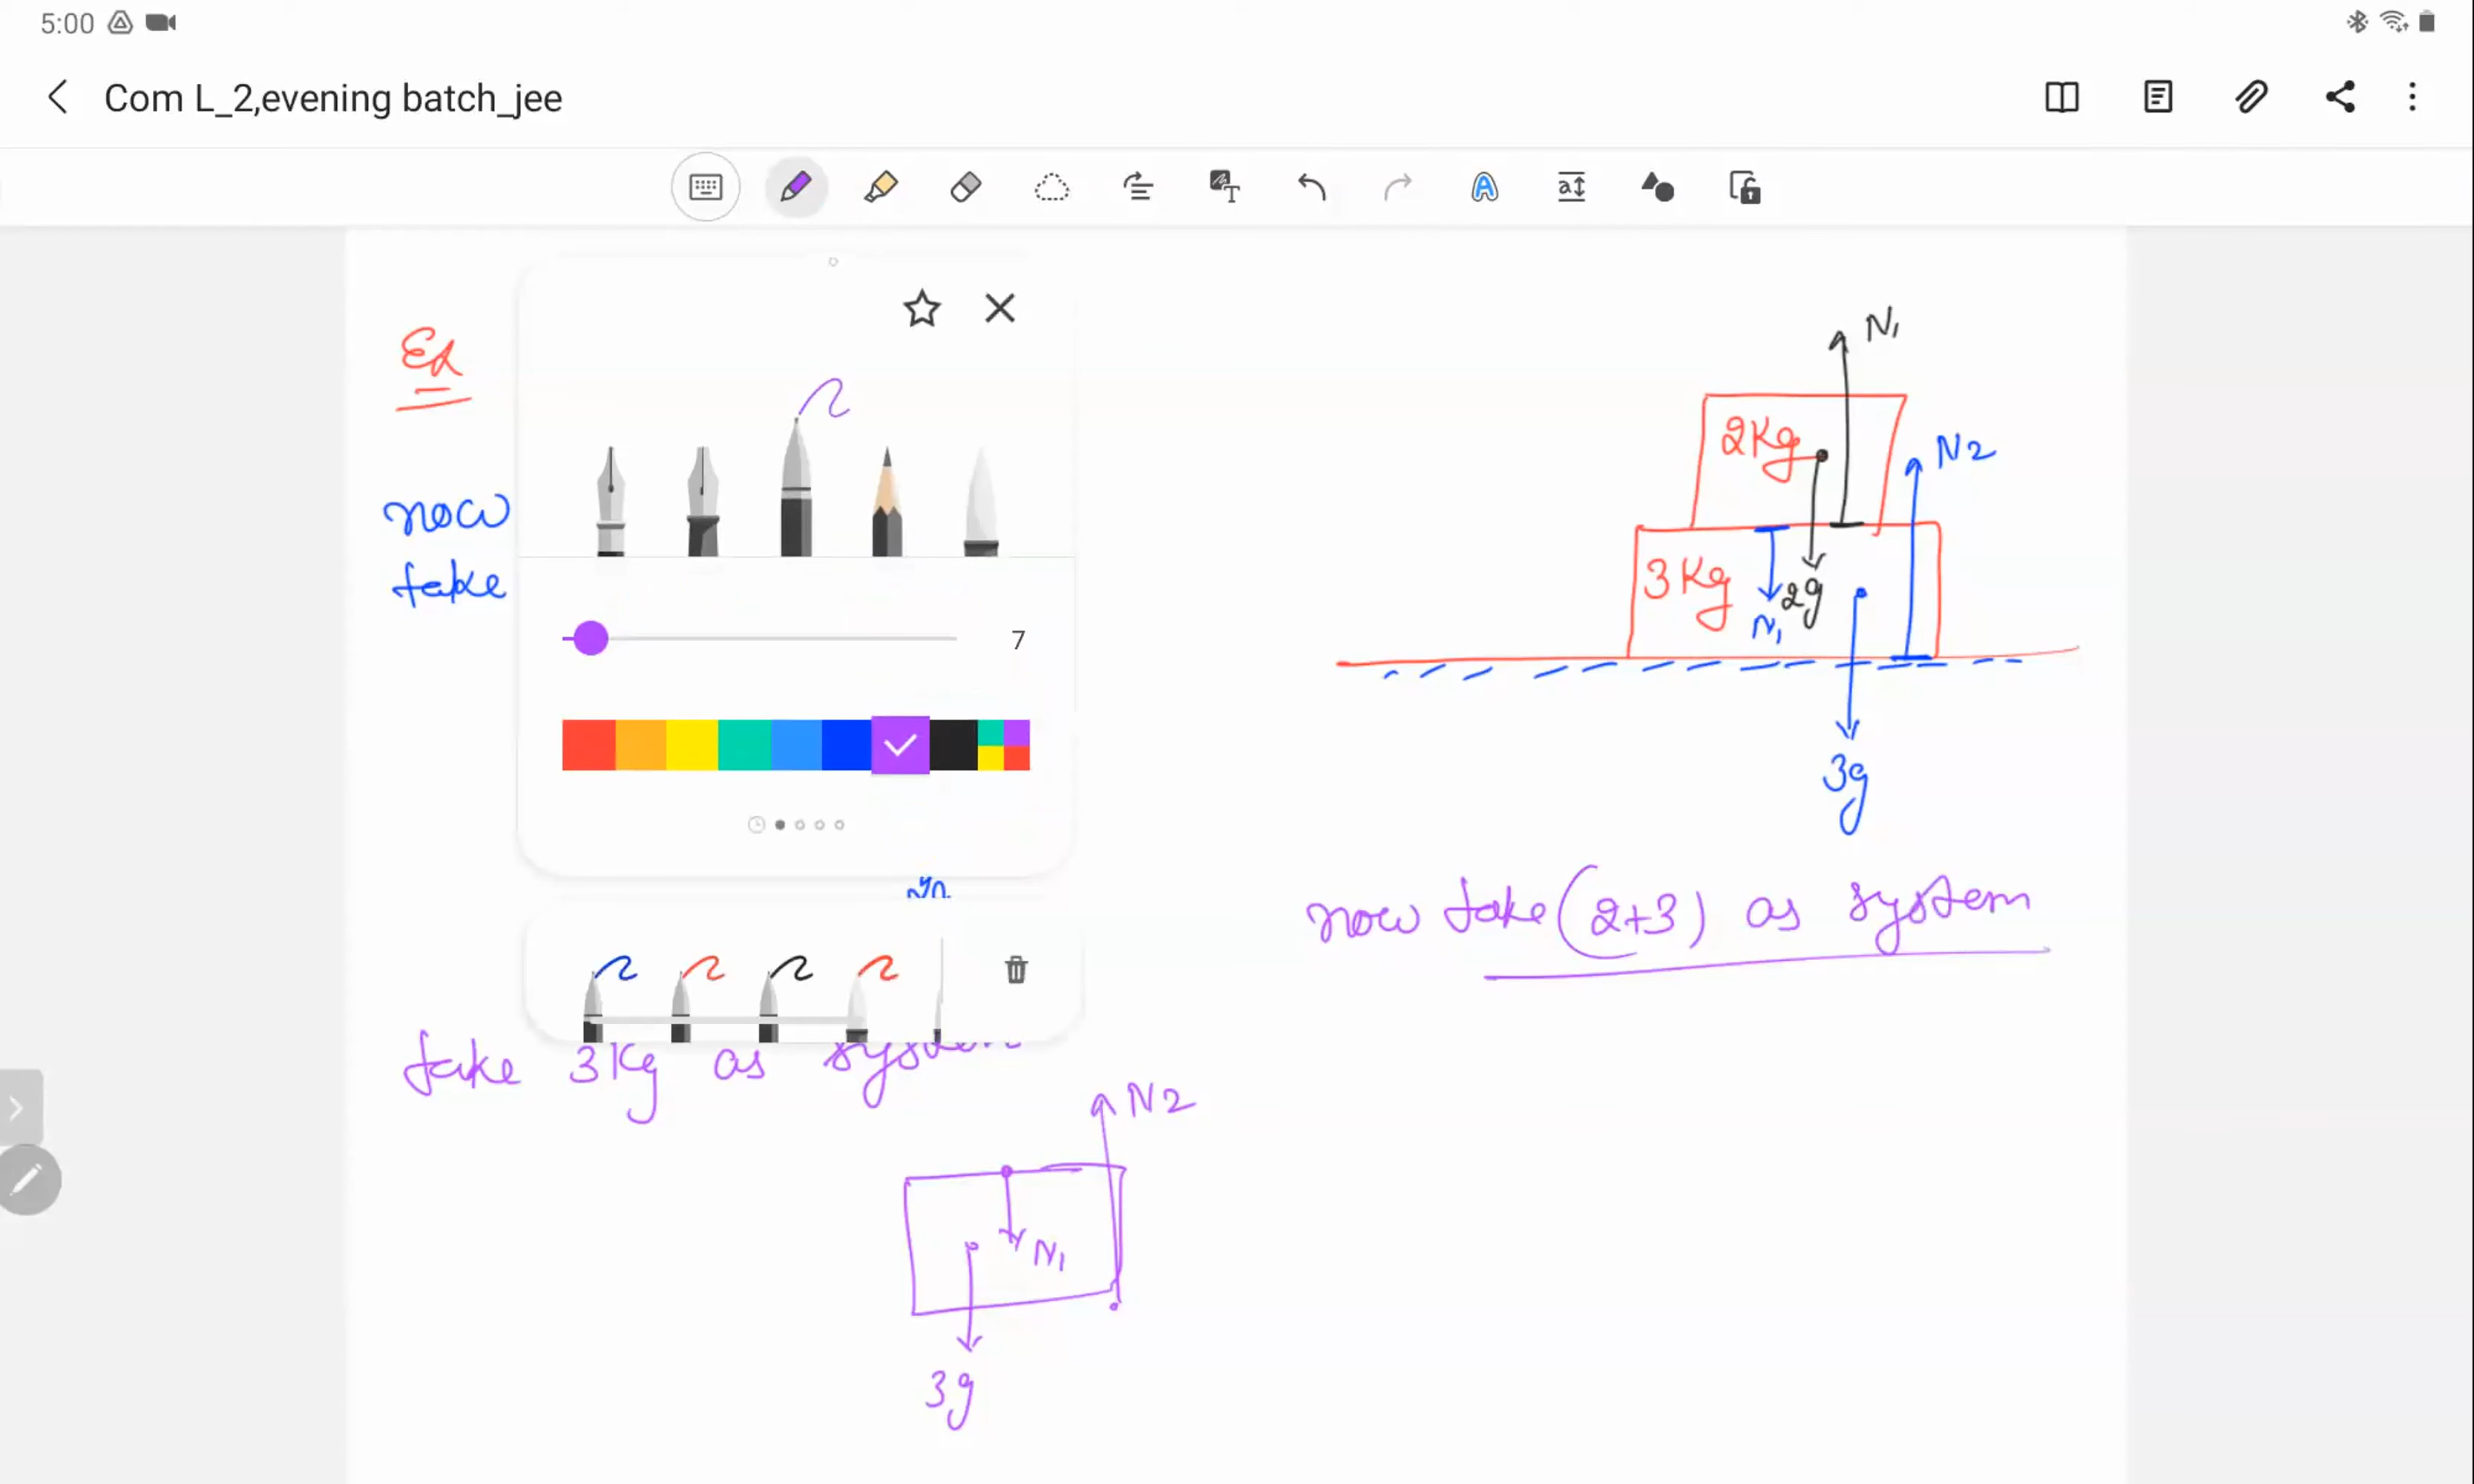 5:00
Com L_2,evening batch_jee
Ex
now
take
7
take 3Kg as system
N2
N1
3g
N1
2Kg
N2
3Kg
2g
N1
3g
now take (2+3) as system